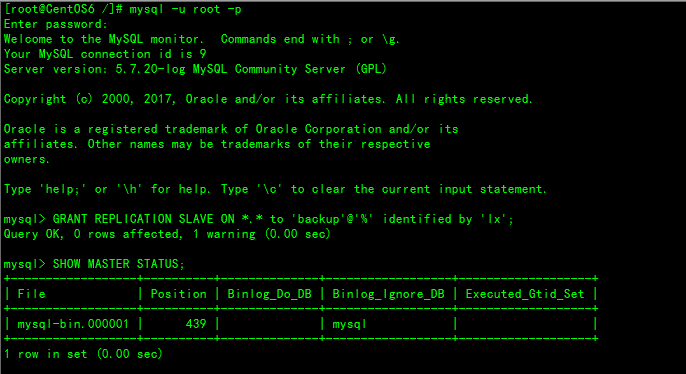 [root@CentOS6 /]# mysql -u root -p
Enter password:
Welcome to the MySQL monitor.  Commands end with ; or \g.
Your MySQL connection id is 9
Server version: 5.7.20-log MySQL Community Server (GPL)
Copyright (c) 2000, 2017, Oracle and/or its affiliates. All rights reserved.
Oracle is a registered trademark of Oracle Corporation and/or its
affiliates. Other names may be trademarks of their respective
owners.
Type 'help;' or '\h' for help. Type '\c' to clear the current input statement.
mysql> GRANT REPLICATION SLAVE ON *.* to 'backup'@'%' identified by 'lx';
Query OK, 0 rows affected, 1 warning (0.00 sec)
mysql> SHOW MASTER STATUS;
+------------------+----------+--------------+------------------+-------------------+
| File             | Position | Binlog_Do_DB | Binlog_Ignore_DB | Executed_Gtid_Set |
+------------------+----------+--------------+------------------+-------------------+
| mysql-bin.000001 |      439 |              | mysql            |                   |
+------------------+----------+--------------+------------------+-------------------+
1 row in set (0.00 sec)